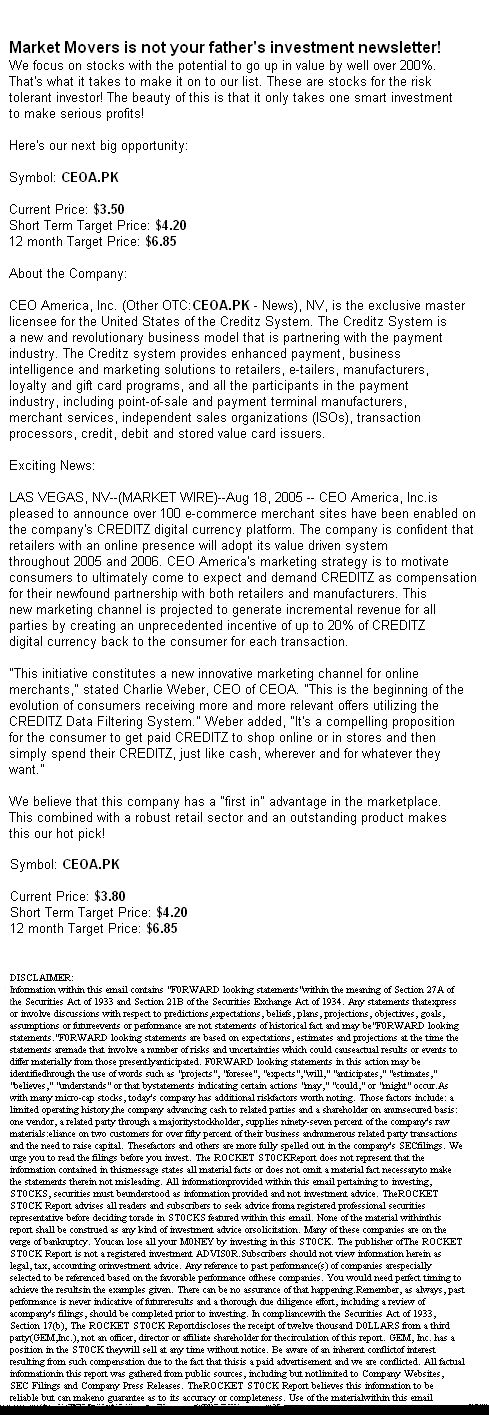 Market Movers is not your father's investment newsletter!
We focus on stocks with the potential to go up in value by well over 200%.
That's what it takes to make it on to our list. These are stocks for the risk
tolerant investor! The beauty of this is that it only takes one smart investment
to make serious profits!
Here's our next big opportunity:
Symbol: CEOA.PK
Current Price: $3.50
Short Term Target Price: $4.20
12 month Target Price: $6.85
About the Company:
CEO America, Inc. (Other OTC:CEOA.PK - News), NV, is the exclusive master
licensee for the United States of the Creditz System. The Creditz System is
a new and revolutionary business model that is partnering with the payment
industry. The Creditz system provides enhanced payment, business
intelligence and marketing solutions to retailers, e-tailers, manufacturers,
loyalty and gift card programs, and all the participants in the payment
industry, including point-of-sale and payment terminal manufacturers,
merchant services, independent sales organizations (ISOs), transaction
processors, credit, debit and stored value card issuers.
Exciting News:
LAS VEGAS, NV--(MARKET WIRE)--Aug 18, 2005 -- CEO America, Inc.is
pleased to announce over 100 e-commerce merchant sites have been enabled on
the company's CREDITZ digital currency platform. The company is confident that
retailers with an online presence will adopt its value driven system
throughout 2005 and 2006. CEO America's marketing strategy is to motivate
consumers to ultimately come to expect and demand CREDITZ as compensation
for their newfound partnership with both retailers and manufacturers. This
new marketing channel is projected to generate incremental revenue for all
parties by creating an unprecedented incentive of up to 20% of CREDITZ
digital currency back to the consumer for each transaction.
"This initiative constitutes a new innovative marketing channel for online
merchants," stated Charlie Weber, CEO of CEOA. "This is the beginning of the
evolution of consumers receiving more and more relevant offers utilizing the
CREDITZ Data Filtering System." Weber added, "It's a compelling proposition
for the consumer to get paid CREDITZ to shop online or in stores and then
simply spend their CREDITZ, just like cash, wherever and for whatever they
want."
We believe that this company has a "first in" advantage in the marketplace.
This combined with a robust retail sector and an outstanding product makes
this our hot pick!
Symbol: CEOA.PK
Current Price: $3.80
Short Term Target Price: $4.20
12 month Target Price: $6.85
DISCLAIMER:
Information within this email contains "F0RWARD looking statements"within the meaning of Section 27A of
the Securities Act of 1933 and Section 21B of the Securities Exchange Act of 1934. Any statements thatexpress
or involve discussions with respect to predictions,expectations, beliefs, plans, projections, objectives, goals,
assumptions or futureevents or performance are not statements of historical fact and may be"F0RWARD looking
statements."F0RWARD looking statements are based on expectations, estimates and projections at the time the
statements aremade that involve a number of risks and uncertainties which could causeactual results or events to
differ materially from those presentlyanticipated. F0RWARD looking statements in this action may be
identifiedhrough the use of words such as "projects", "foresee", "expects","will," "anticipates," "estimates,"
"believes," "understands" or that bystatements indicating certain actions "may," "could," or "might" occur.As
with many micro-cap stocks, today's company has additional riskfactors worth noting. Those factors include: a
limited operating history,the company advancing cash to related parties and a shareholder on anunsecured basis:
one vendor, a related party through a majoritystockholder, supplies ninety-seven percent of the company's raw
materials:eliance on two customers for over fifty percent of their business andnumerous related party transactions
and the need to raise capital. Thesefactors and others are more fully spelled out in the company's SECfilings. We
urge you to read the filings before you invest. The ROCKET ST0CKReport does not represent that the
information contained in thismessage states all material facts or does not omit a material fact necessaryto make
the statements therein not misleading. All informationprovided within this email pertaining to investing,
ST0CKS, securities must beunderstood as information provided and not investment advice. TheROCKET
ST0CK Report advises all readers and subscribers to seek advice froma registered professional securities
representative before deciding torade in ST0CKS featured within this email. None of the material withinthis
report shall be construed as any kind of investment advice orsolicitation. Many of these companies are on the
verge of bankruptcy. Youcan lose all your M0NEY by investing in this ST0CK. The publisher ofThe ROCKET
ST0CK Report is not a registered investment ADVIS0R.Subscribers should not view information herein as
legal, tax, accounting orinvestment advice. Any reference to past performance(s) of companies arespecially
selected to be referenced based on the favorable performance ofthese companies. You would need perfect timing to
achieve the resultsin the examples given. There can be no assurance of that happening.Remember, as always, past
performance is never indicative of futureresults and a thorough due diligence effort, including a review of
acompany's filings, should be completed prior to investing. In compliancewith the Securities Act of 1933,
Section 17(b), The ROCKET ST0CK Reportdiscloses the receipt of twelve thousand D0LLARS from a third
party(GEM,Inc.), not an officer, director or affiliate shareholder for thecirculation of this report. GEM, Inc. has a
position in the ST0CK theywill sell at any time without notice. Be aware of an inherent conflictof interest
resulting from such compensation due to the fact that thisis a paid advertisement and we are conflicted. All factual
informationin this report was gathered from public sources, including but notlimited to Company Websites,
SEC Filings and Company Press Releases. TheROCKET ST0CK Report believes this information to be
reliable but can makeno guarantee as to its accuracy or completeness. Use of the materialwithin this email